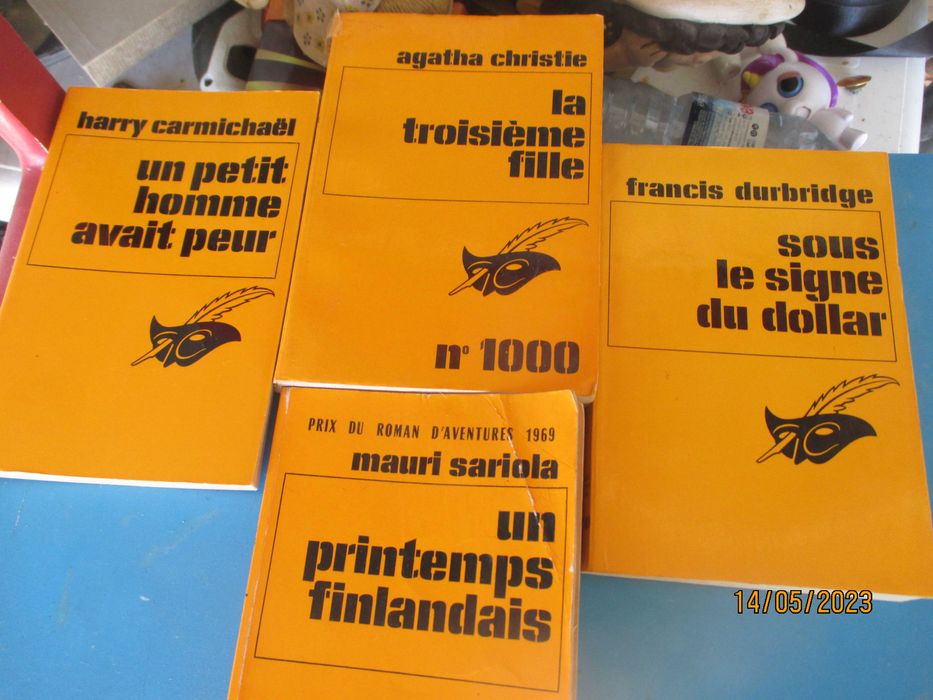 harry carmichaël
un petit
homme
avait peur
agatha christie
la
troisième
fille
n° 1000
francis durbridge
sous
le signe
du dollar
PRIX DU ROMAN D'AVENTURES 1969
mauri sariola
un
printemps
finlandais
14/05/2023